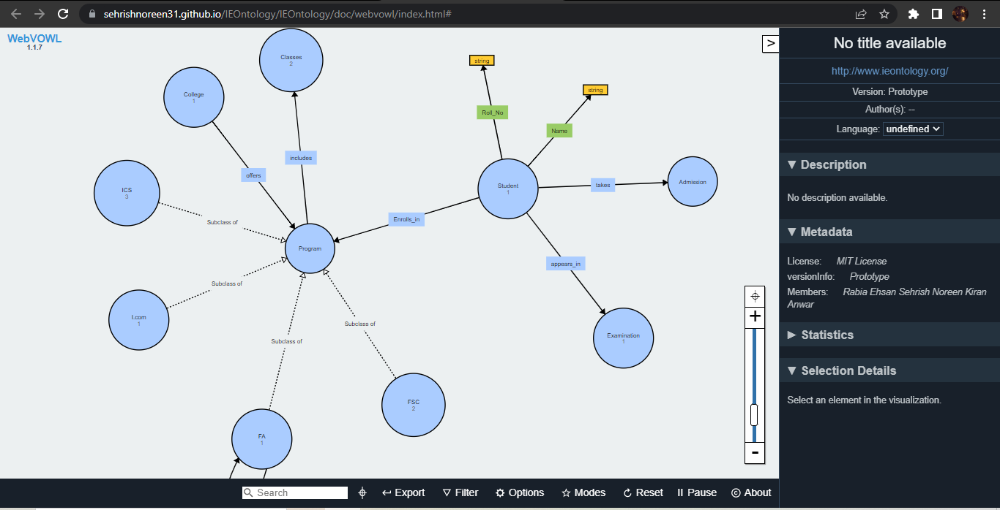 sehrishnoreen31.github.io/IEOntology/IEOntology/doc/webvowl/index.html#
WebVOWL
1.1.7
Classes
2
College
1
string
string
Roll_No
Name
includes
offers
ICS
3
Student
1
takes
Admission
Subclass of
Enrolls_in
Program
appears_in
Subclass of
I.com
1
Subclass of
Subclass of
Examination
1
FSC
2
FA
1
>
+
-
No title available
http://www.ieontology.org/
Version: Prototype
Author(s): --
Language: undefined
▼ Description
No description available.
▼ Metadata
License: MIT License
versionInfo: Prototype
Members: Rabia Ehsan Sehrish Noreen Kiran
Anwar
▶ Statistics
▼ Selection Details
Select an element in the visualization.
Search
Export
Filter
Options
Modes
Reset
Pause
© About